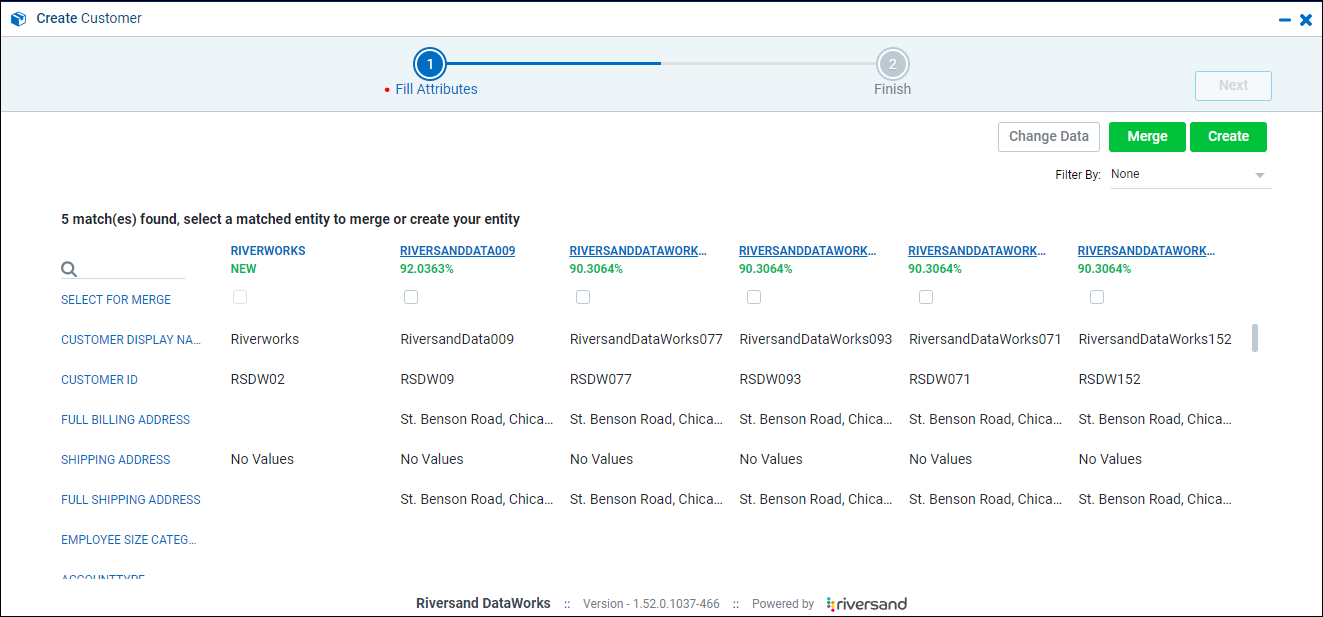 Create Customer
1
2
Fill Attributes
Finish
Next
Change Data
Merge
Create
Filter By: None
5 match(es) found, select a matched entity to merge or create your entity
RIVERWORKS RIVERSANDDATA009 RIVERSANDDATAWORK... RIVERSANDDATAWORK... RIVERSANDDATAWORK... RIVERSANDDATAWORK...
NEW 92.0363% 90.3064% 90.3064% 90.3064% 90.3064%
SELECT FOR MERGE
CUSTOMER DISPLAY NA... Riverworks RiversandData009 RiversandDataWorks077 RiversandDataWorks093 RiversandDataWorks071 RiversandDataWorks152
CUSTOMER ID RSDW02 RSDW09 RSDW077 RSDW093 RSDW071 RSDW152
FULL BILLING ADDRESS St. Benson Road, Chica... St. Benson Road, Chica... St. Benson Road, Chica... St. Benson Road, Chica... St. Benson Road, Chica...
SHIPPING ADDRESS No Values No Values No Values No Values No Values No Values
FULL SHIPPING ADDRESS St. Benson Road, Chica... St. Benson Road, Chica... St. Benson Road, Chica... St. Benson Road, Chica... St. Benson Road, Chica...
EMPLOYEE SIZE CATEG...
ACCOUNTTYPE
Riversand DataWorks :: Version - 1.52.0.1037-466 :: Powered by riversand